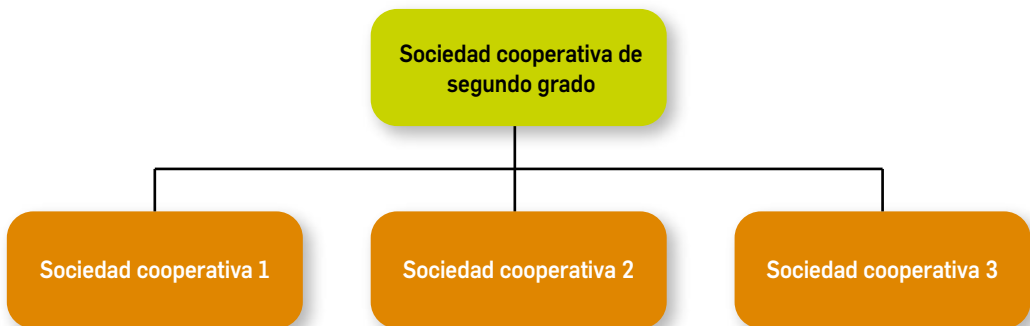 Sociedad cooperativa de
segundo grado
Sociedad cooperativa 1
Sociedad cooperativa 2
Sociedad cooperativa 3